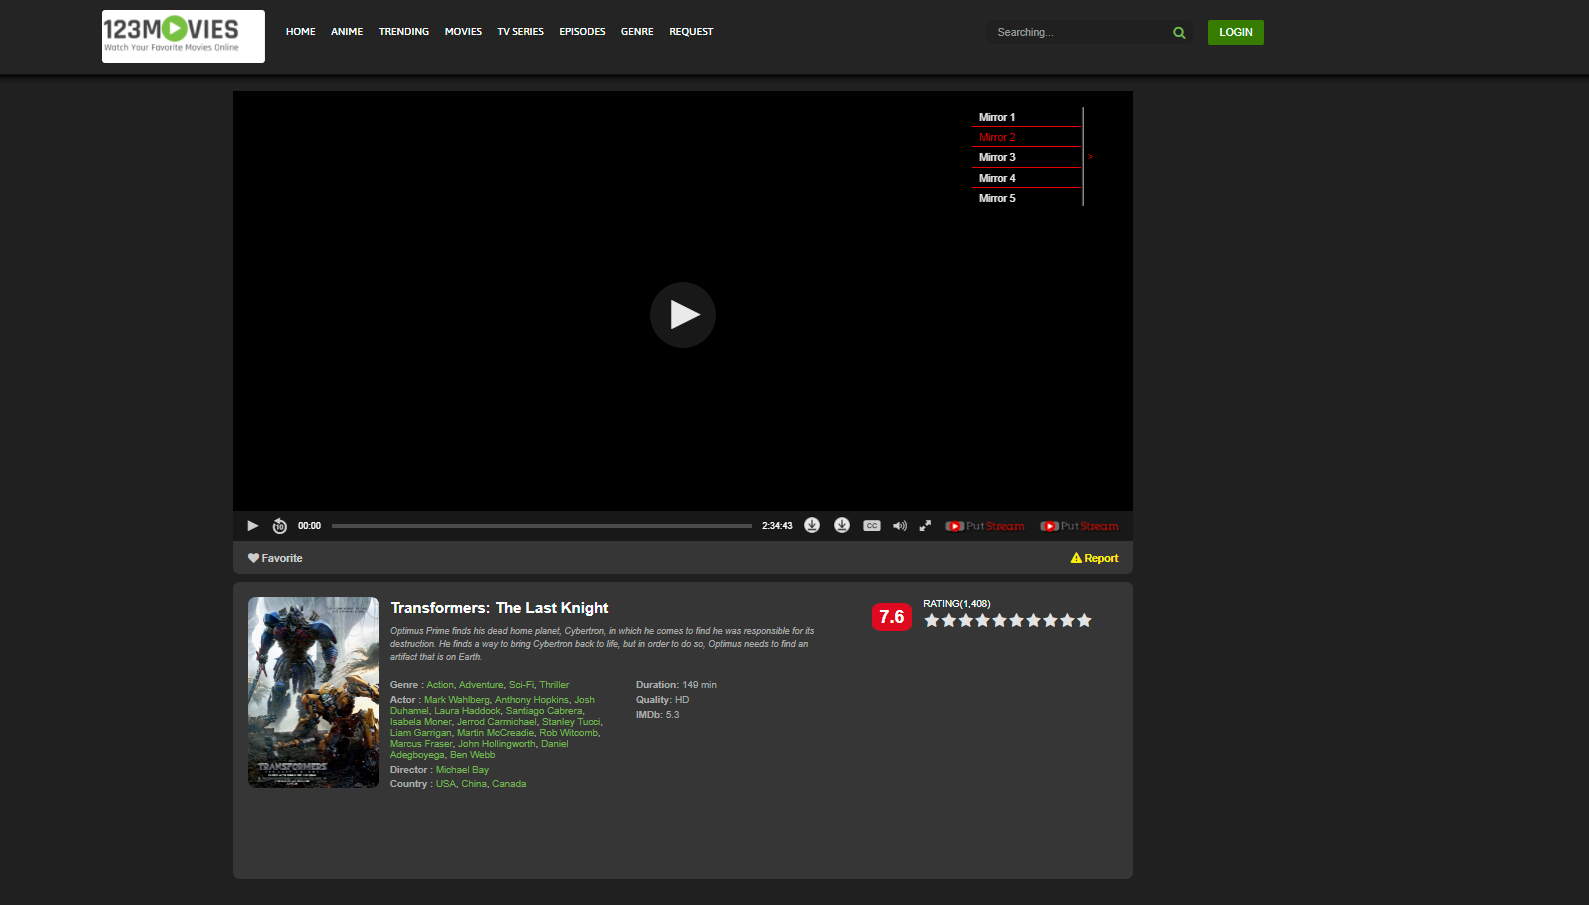 123MOVIES
Watch Your Favorite Movies Online
HOME ANIME TRENDING MOVIES TV SERIES EPISODES GENRE REQUEST
Searching...
LOGIN
Mirror 1
Mirror 2
Mirror 3
>
Mirror 4
Mirror 5
10 00:00 2:34:43 CC PutStream PutStream
Favorite
Report
Transformers: The Last Knight
Optimus Prime finds his dead home planet, Cybertron, in which he comes to find he was responsible for its
destruction. He finds a way to bring Cybertron back to life, but in order to do so, Optimus needs to find an
artifact that is on Earth.
7.6
RATING(1,408)
Genre : Action, Adventure, Sci-Fi, Thriller
Actor : Mark Wahlberg, Anthony Hopkins, Josh
Duhamel, Laura Haddock, Santiago Cabrera,
Isabela Moner, Jerrod Carmichael, Stanley Tucci,
Liam Garrigan, Martin McCreadie, Rob Witcomb,
Marcus Fraser, John Hollingworth, Daniel
Adegboyega, Ben Webb
Director : Michael Bay
Country : USA, China, Canada
Duration: 149 min
Quality: HD
IMDb: 5.3
TRANSFORMERS